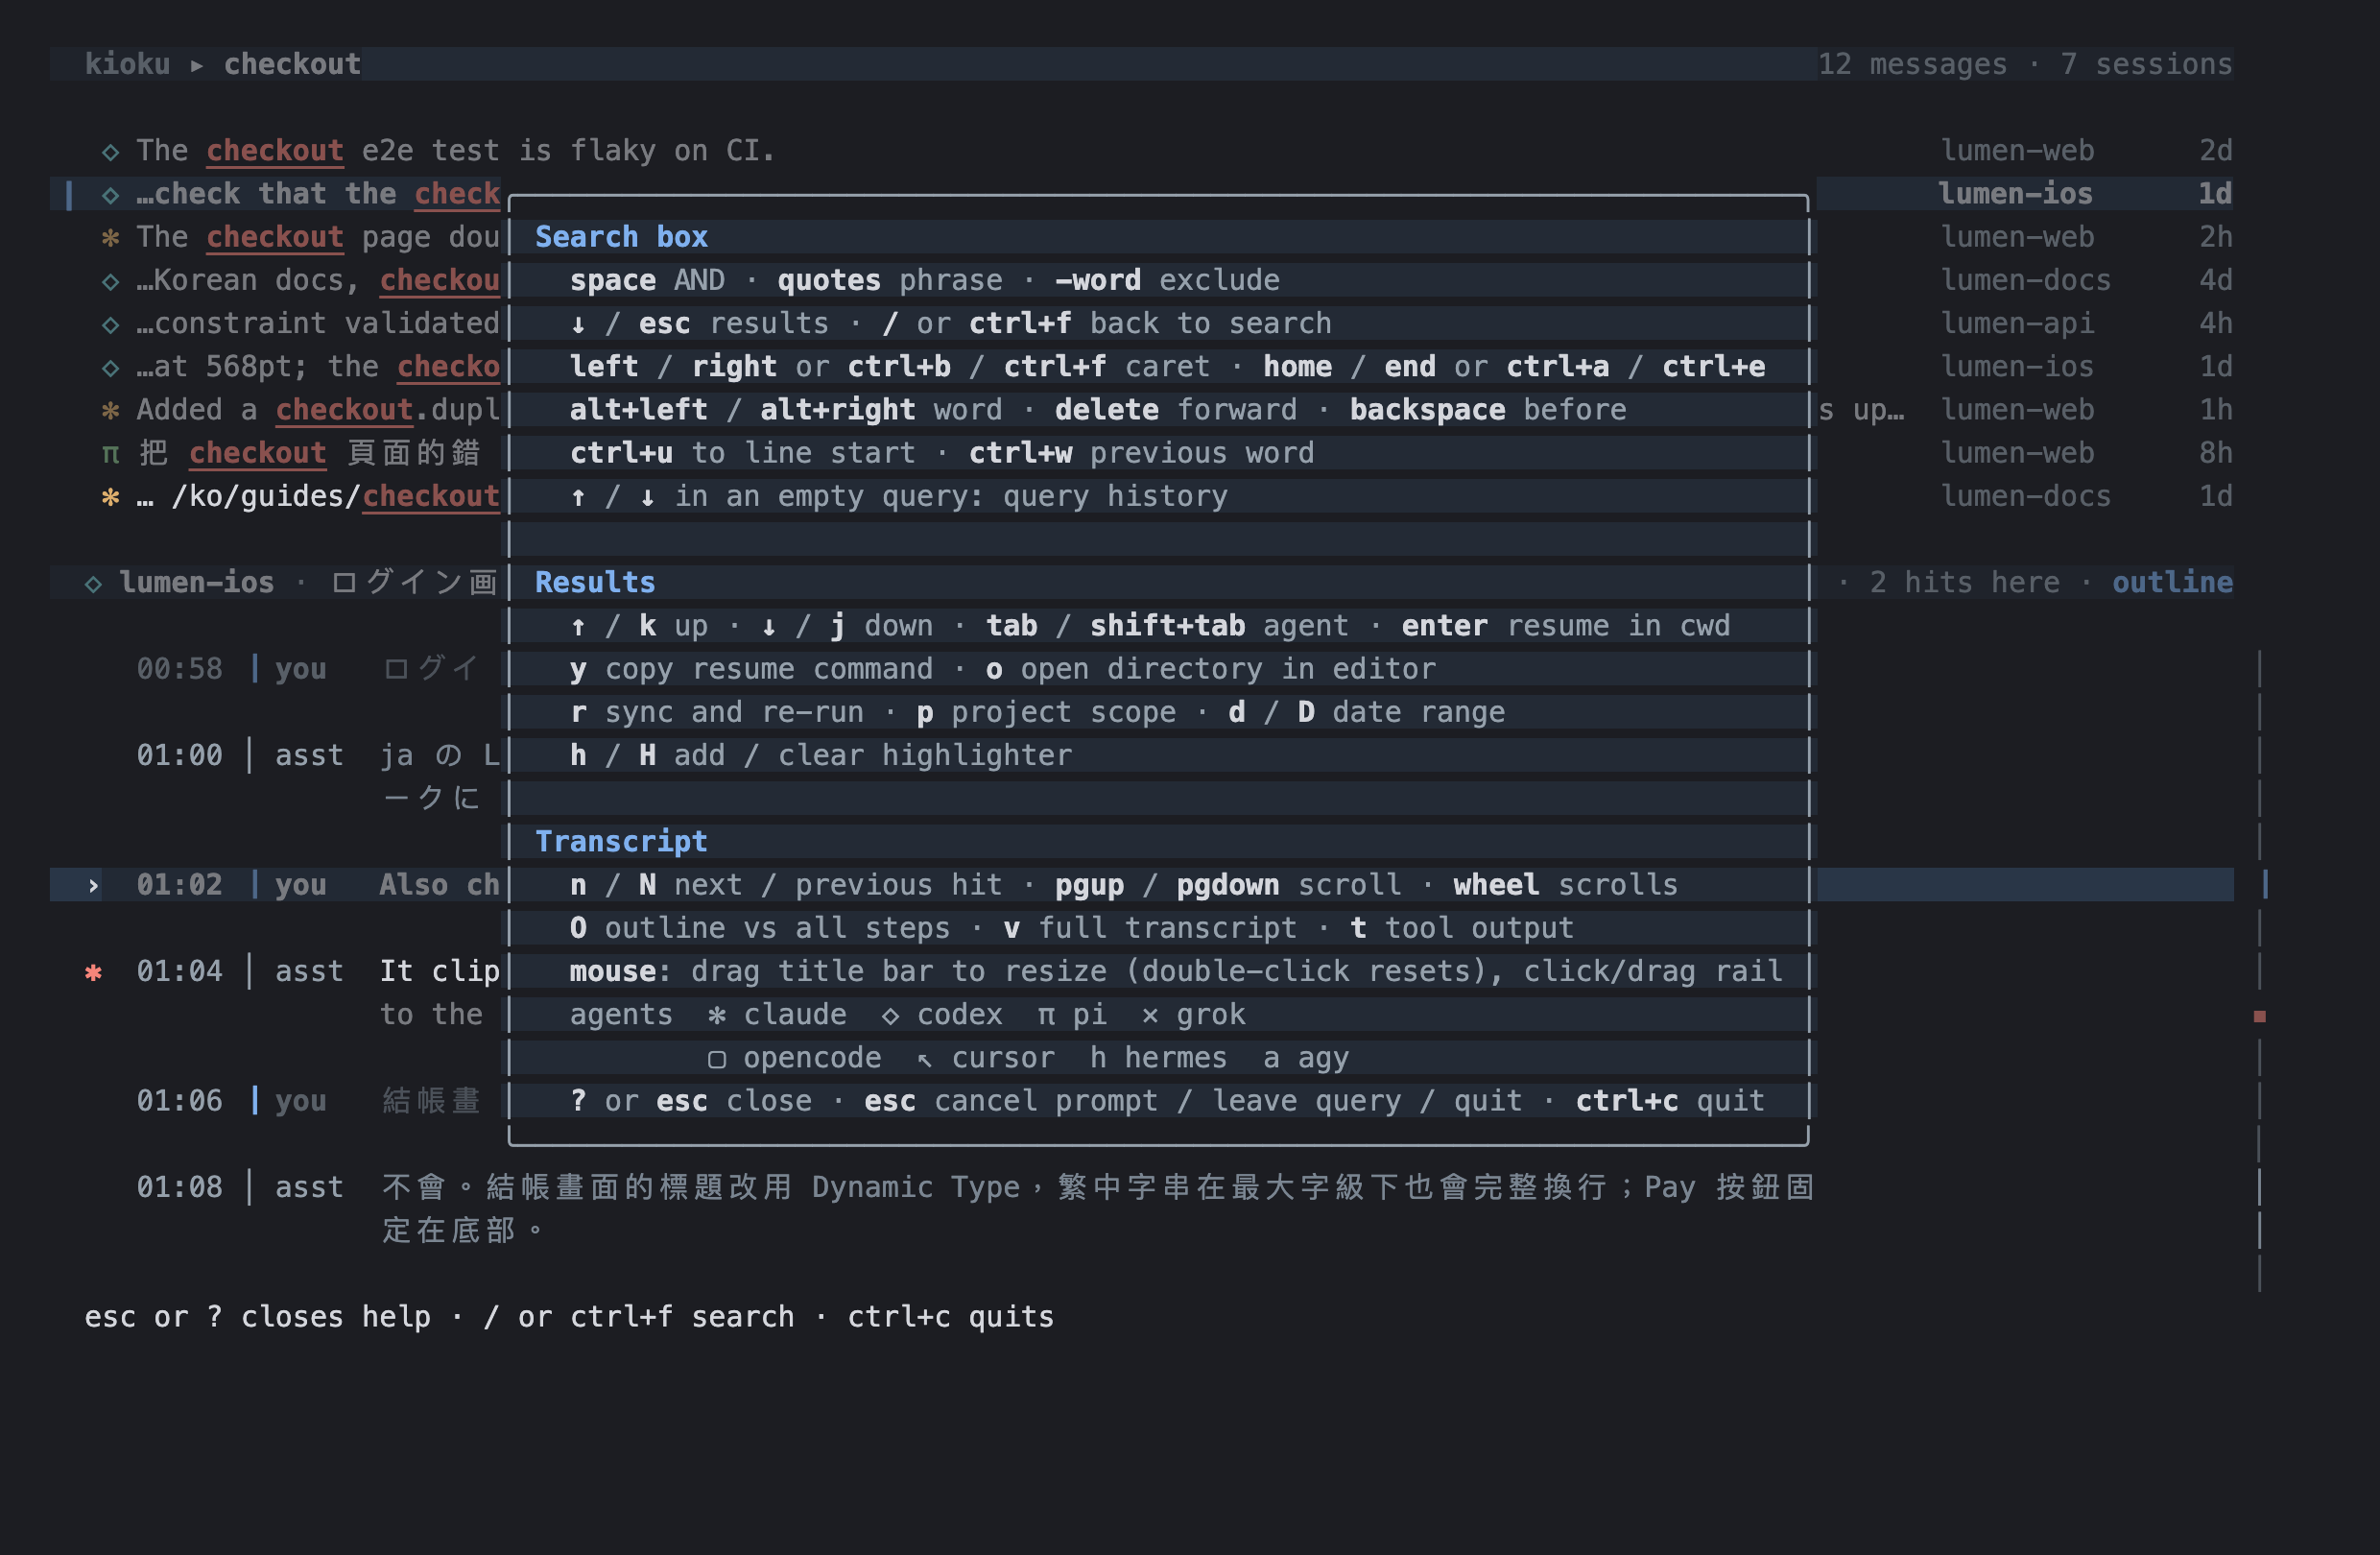 kioku ▸ checkout 12 messages · 7 sessions
◇ The checkout e2e test is flaky on CI. lumen-web 2d
◇ …check that the check lumen-ios 1d
✻ The checkout page dou lumen-web 2h
◇ …Korean docs, checkou lumen-docs 4d
◇ …constraint validated lumen-api 4h
◇ …at 568pt; the checko lumen-ios 1d
✻ Added a checkout.dupl s up… lumen-web 1h
π 把 checkout 頁面的錯 lumen-web 8h
✻ … /ko/guides/checkout lumen-docs 1d
Search box
space AND · quotes phrase · -word exclude
↓ / esc results · / or ctrl+f back to search
left / right or ctrl+b / ctrl+f caret · home / end or ctrl+a / ctrl+e
alt+left / alt+right word · delete forward · backspace before
ctrl+u to line start · ctrl+w previous word
↑ / ↓ in an empty query: query history
Results
↑ / k up · ↓ / j down · tab / shift+tab agent · enter resume in cwd
y copy resume command · o open directory in editor
r sync and re-run · p project scope · d / D date range
h / H add / clear highlighter
Transcript
n / N next / previous hit · pgup / pgdown scroll · wheel scrolls
O outline vs all steps · v full transcript · t tool output
mouse: drag title bar to resize (double-click resets), click/drag rail
agents ✻ claude ◇ codex π pi × grok
▢ opencode ↖ cursor h hermes a agy
? or esc close · esc cancel prompt / leave query / quit · ctrl+c quit
◇ lumen-ios · ログイン画 · 2 hits here · outline
00:58 you ログイ
01:00 asst ja の L
ークに
› 01:02 you Also ch
✱ 01:04 asst It clip
to the
01:06 you 結帳畫
01:08 asst 不會。結帳畫面的標題改用 Dynamic Type，繁中字串在最大字級下也會完整換行；Pay 按鈕固
定在底部。
esc or ? closes help · / or ctrl+f search · ctrl+c quits